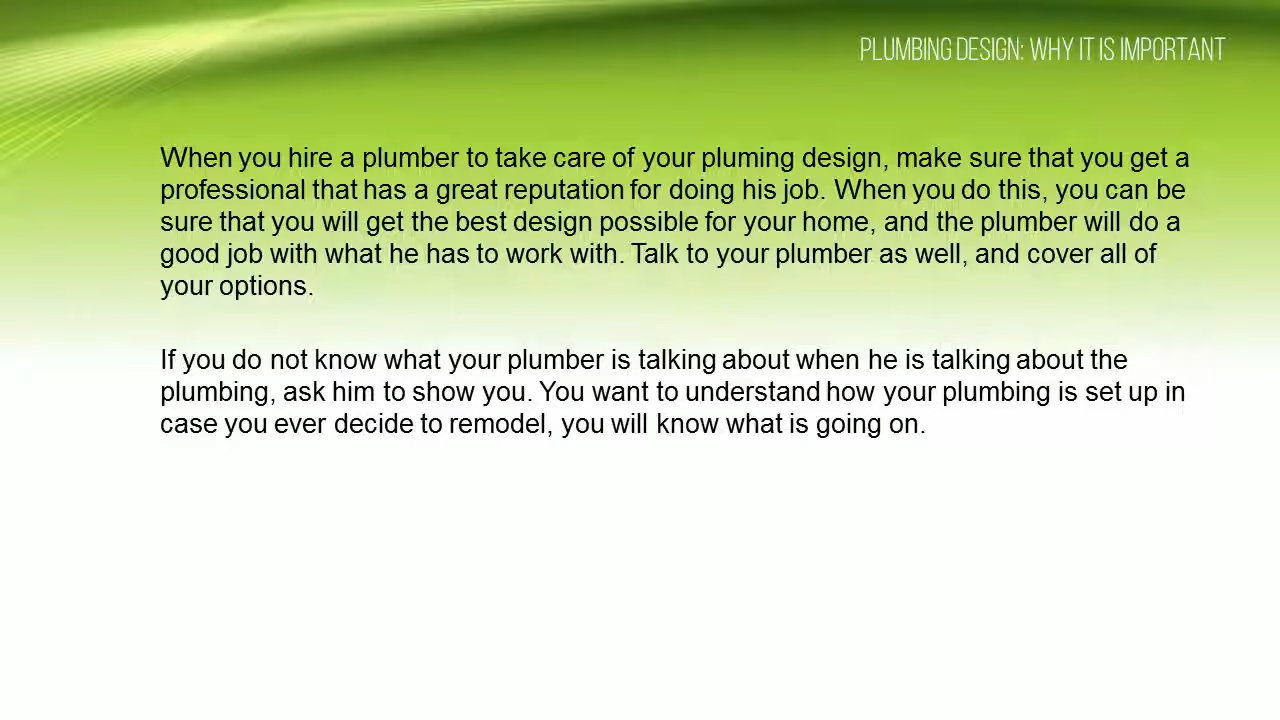 PLUMBING DESIGN: WHY IT IS IMPORTANT
When you hire a plumber to take care of your pluming design, make sure that you get a
professional that has a great reputation for doing his job. When you do this, you can be
sure that you will get the best design possible for your home, and the plumber will do a
good job with what he has to work with. Talk to your plumber as well, and cover all of
your options.
If you do not know what your plumber is talking about when he is talking about the
plumbing, ask him to show you. You want to understand how your plumbing is set up in
case you ever decide to remodel, you will know what is going on.